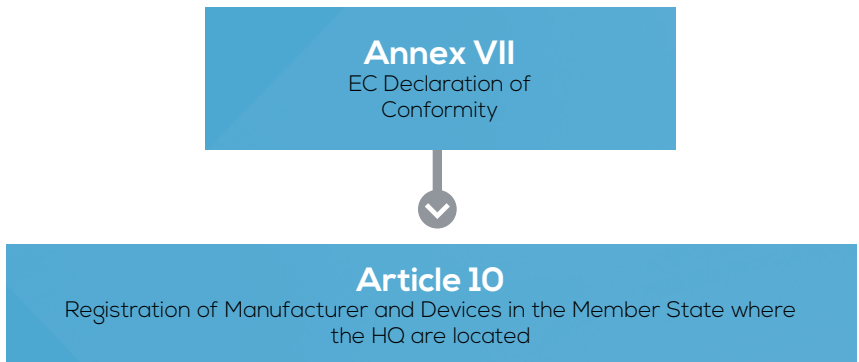 Annex VII
EC Declaration of
Conformity
Article 10
Registration of Manufacturer and Devices in the Member State where
the HQ are located